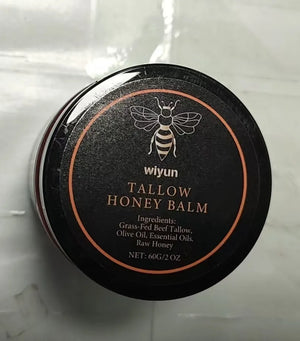 wiyun
TALLOW
HONEY BALM
Ingredients:
Grass-Fed Beef Tallow,
Olive Oil, Essential Oils.
Raw Honey
NET: 60G/2 OZ